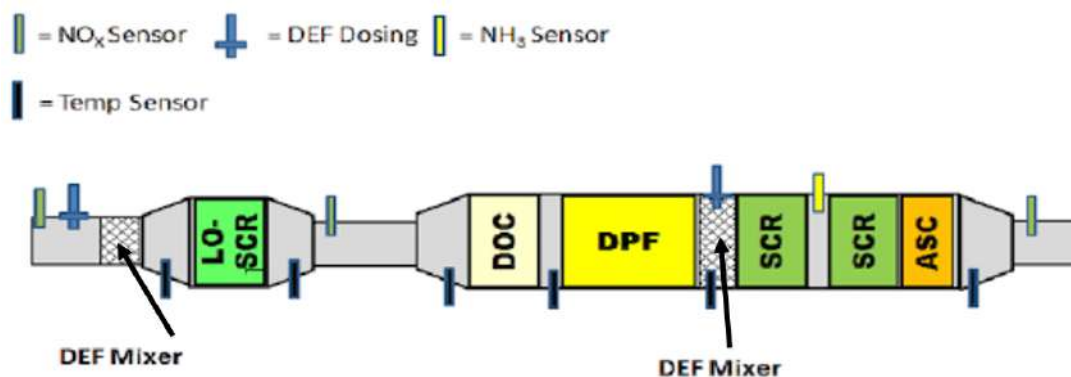 = NOx Sensor = DEF Dosing = NH3 Sensor
= Temp Sensor
LO-
SCR
DOC
DPF
SCR
SCR
ASC
DEF Mixer
DEF Mixer